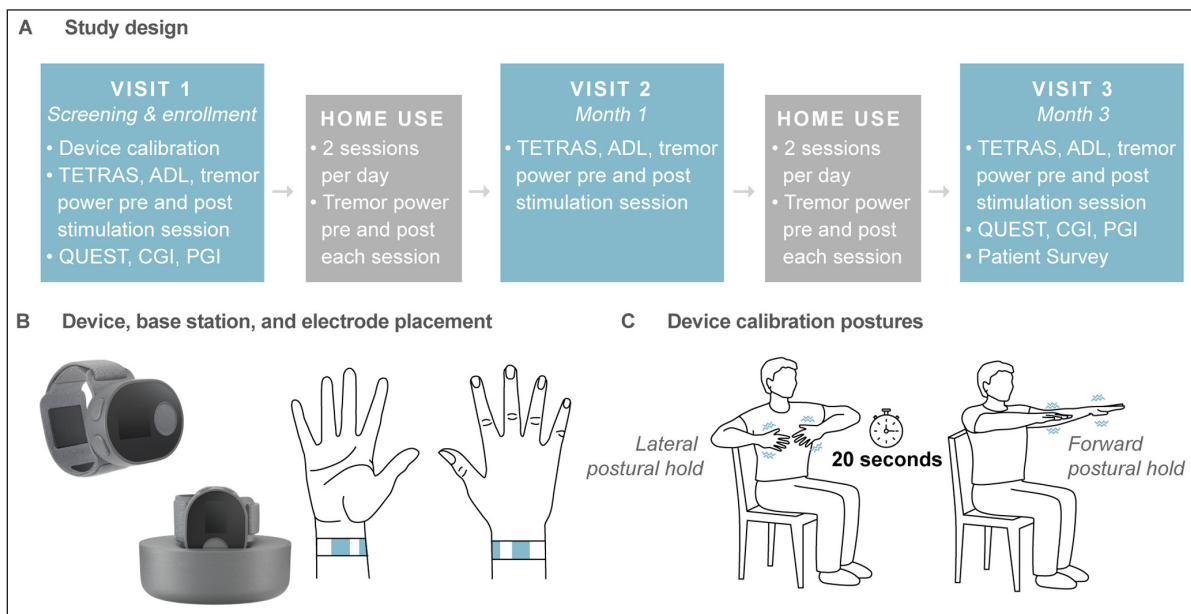 A Study design
VISIT 1
Screening & enrollment
• Device calibration
• TETRAS, ADL, tremor
power pre and post
stimulation session
• QUEST, CGI, PGI
HOME USE
• 2 sessions
per day
• Tremor power
pre and post
each session
VISIT 2
Month 1
• TETRAS, ADL, tremor
power pre and post
stimulation session
HOME USE
• 2 sessions
per day
• Tremor power
pre and post
each session
VISIT 3
Month 3
• TETRAS, ADL, tremor
power pre and post
stimulation session
• QUEST, CGI, PGI
• Patient Survey
B Device, base station, and electrode placement
C Device calibration postures
Lateral
postural hold
20 seconds
Forward
postural hold